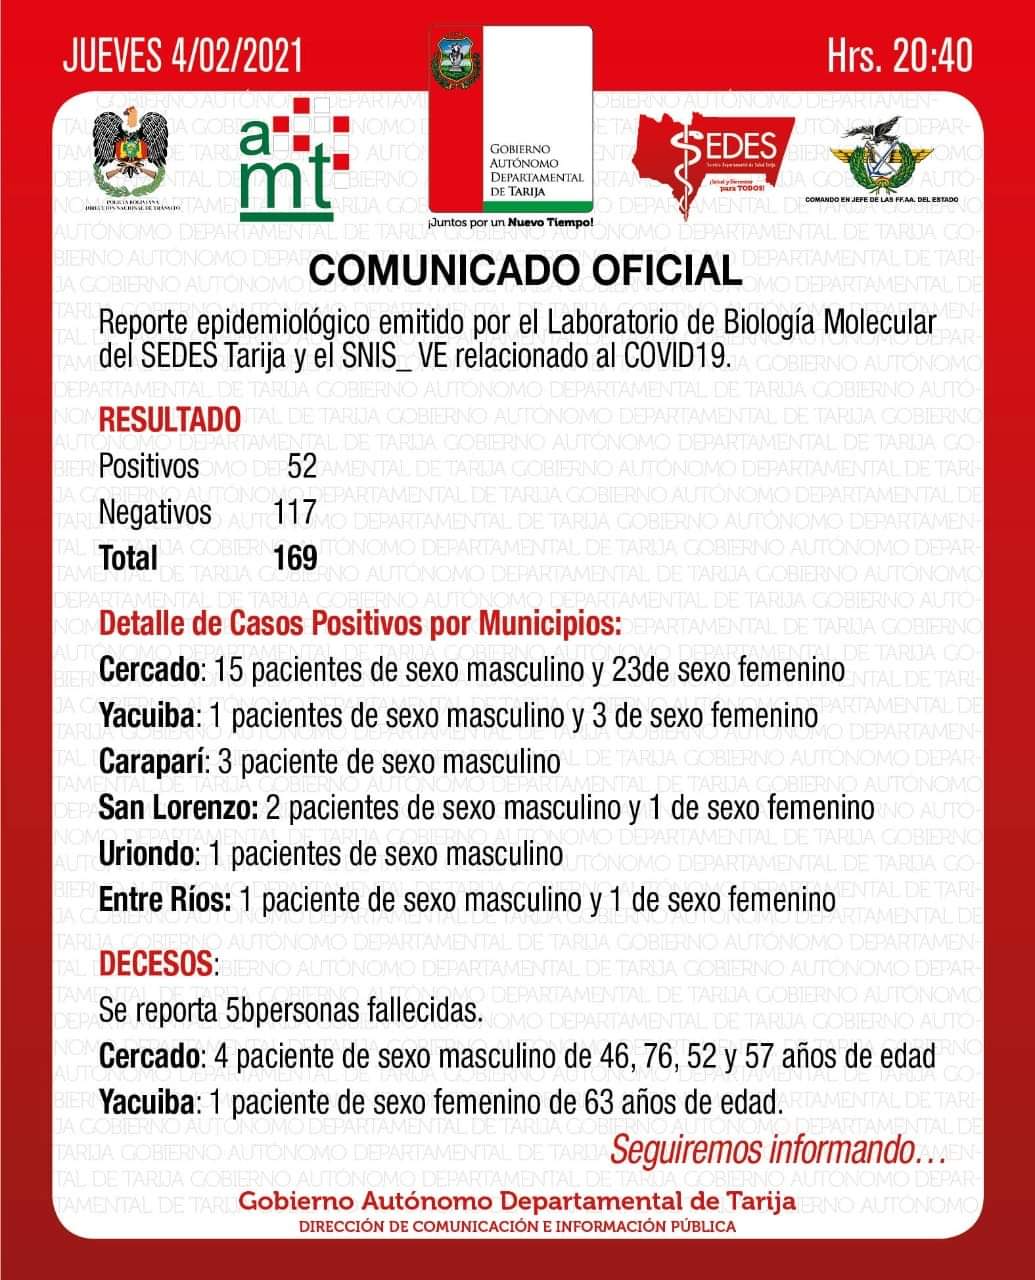 JUEVES 4/02/2021
Hrs. 20:40
POLICÍA BOLIVIANA
DIRECCIÓN NACIONAL DE TRÁNSITO
amt
GOBIERNO
AUTÓNOMO
DEPARTAMENTAL
DE TARIJA
¡Juntos por un Nuevo Tiempo!
SEDES
Servicio Departamental de Salud Tarija
¡Salud y Bienestar
para TODOS!
COMANDO EN JEFE DE LAS FF.AA. DEL ESTADO
COMUNICADO OFICIAL
Reporte epidemiológico emitido por el Laboratorio de Biología Molecular
del SEDES Tarija y el SNIS_ VE relacionado al COVID19.
RESULTADO
Positivos 52
Negativos 117
Total 169
Detalle de Casos Positivos por Municipios:
Cercado: 15 pacientes de sexo masculino y 23de sexo femenino
Yacuiba: 1 pacientes de sexo masculino y 3 de sexo femenino
Caraparí: 3 paciente de sexo masculino
San Lorenzo: 2 pacientes de sexo masculino y 1 de sexo femenino
Uriondo: 1 pacientes de sexo masculino
Entre Ríos: 1 paciente de sexo masculino y 1 de sexo femenino
DECESOS:
Se reporta 5bpersonas fallecidas.
Cercado: 4 paciente de sexo masculino de 46, 76, 52 y 57 años de edad
Yacuiba: 1 paciente de sexo femenino de 63 años de edad.
Seguiremos informando...
Gobierno Autónomo Departamental de Tarija
DIRECCIÓN DE COMUNICACIÓN E INFORMACIÓN PÚBLICA